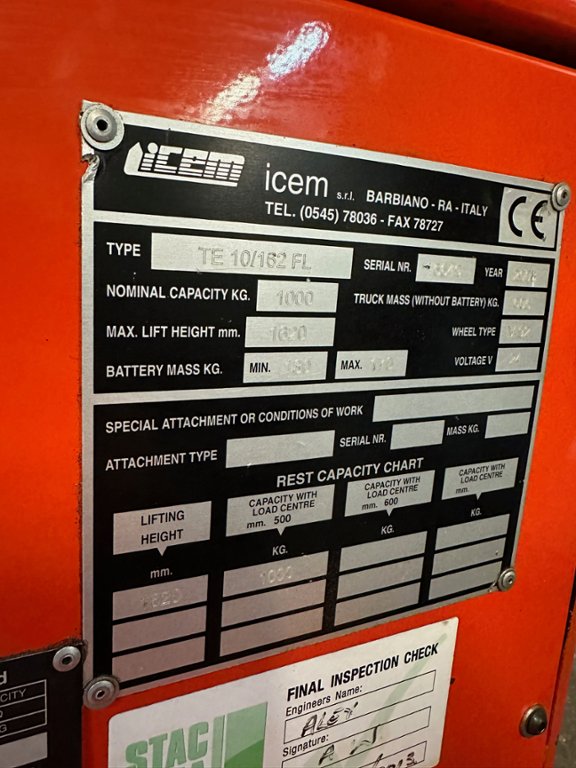 icem
icem s.r.l. BARBIANO - RA - ITALY
TEL. (0545) 78036 - FAX 78727
CE
TYPE TE 10/162 FL SERIAL NR. YEAR
NOMINAL CAPACITY KG. 1000 TRUCK MASS (WITHOUT BATTERY) KG.
MAX. LIFT HEIGHT mm. 1620 WHEEL TYPE
BATTERY MASS KG. MIN. MAX. VOLTAGE V
SPECIAL ATTACHMENT OR CONDITIONS OF WORK
ATTACHMENT TYPE SERIAL NR. MASS KG.
REST CAPACITY CHART
LIFTING HEIGHT
CAPACITY WITH LOAD CENTRE mm. 500
CAPACITY WITH LOAD CENTRE mm. 600
CAPACITY WITH LOAD CENTRE mm.
mm. KG. KG. KG.
1620 1000
FINAL INSPECTION CHECK
Engineers Name:
ALEX
Signature:
STAC
CITY